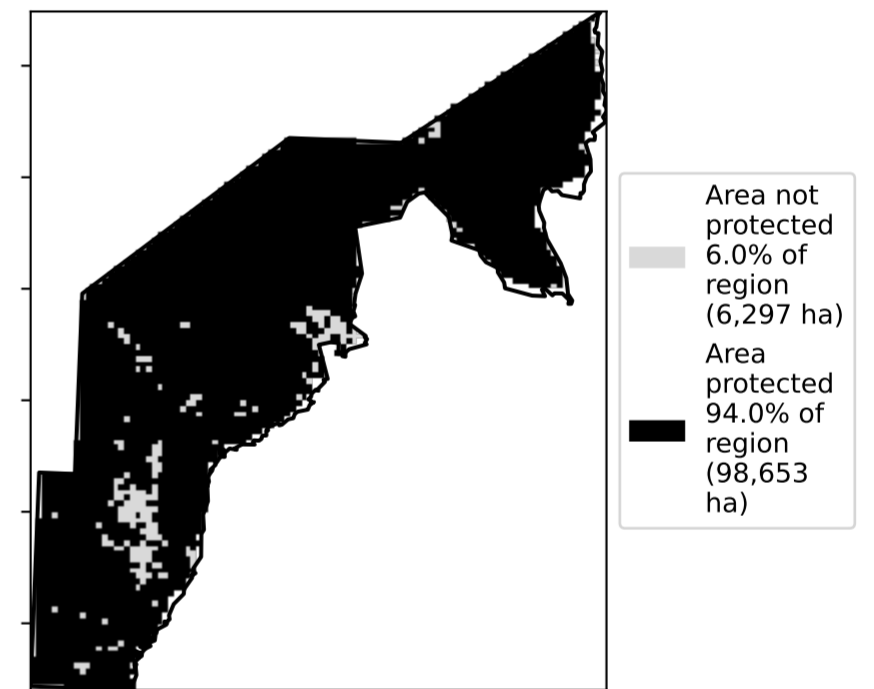 Area not
protected
6.0% of
region
(6,297 ha)
Area
protected
94.0% of
region
(98,653
ha)